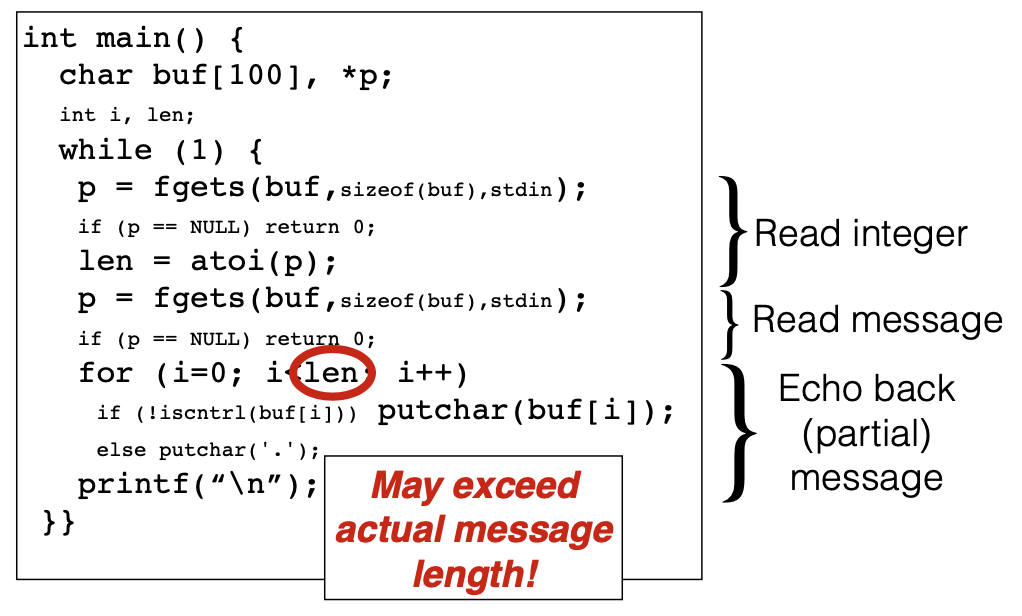 int main() {
char buf[100], *p;
int i, len;
while (1) {
p = fgets(buf,sizeof(buf),stdin);
if (p == NULL) return 0;
len = atoi(p);
p = fgets(buf,sizeof(buf),stdin);
if (p == NULL) return 0;
for (i=0; i<len; i++)
if (!iscntrl(buf[i])) putchar(buf[i]);
else putchar('.');
printf(“\n”);
}}
May exceed
actual message
length!
Read integer
Read message
Echo back
(partial)
message